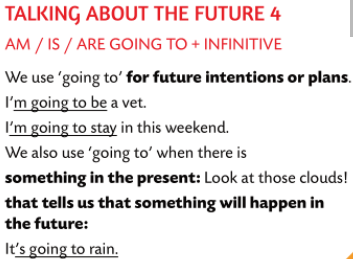 TALKING ABOUT THE FUTURE 4
AM / IS / ARE GOING TO + INFINITIVE
We use ‘going to’ for future intentions or plans.
I’m going to be a vet.
I’m going to stay in this weekend.
We also use ‘going to’ when there is
something in the present: Look at those clouds!
that tells us that something will happen in
the future:
It’s going to rain.